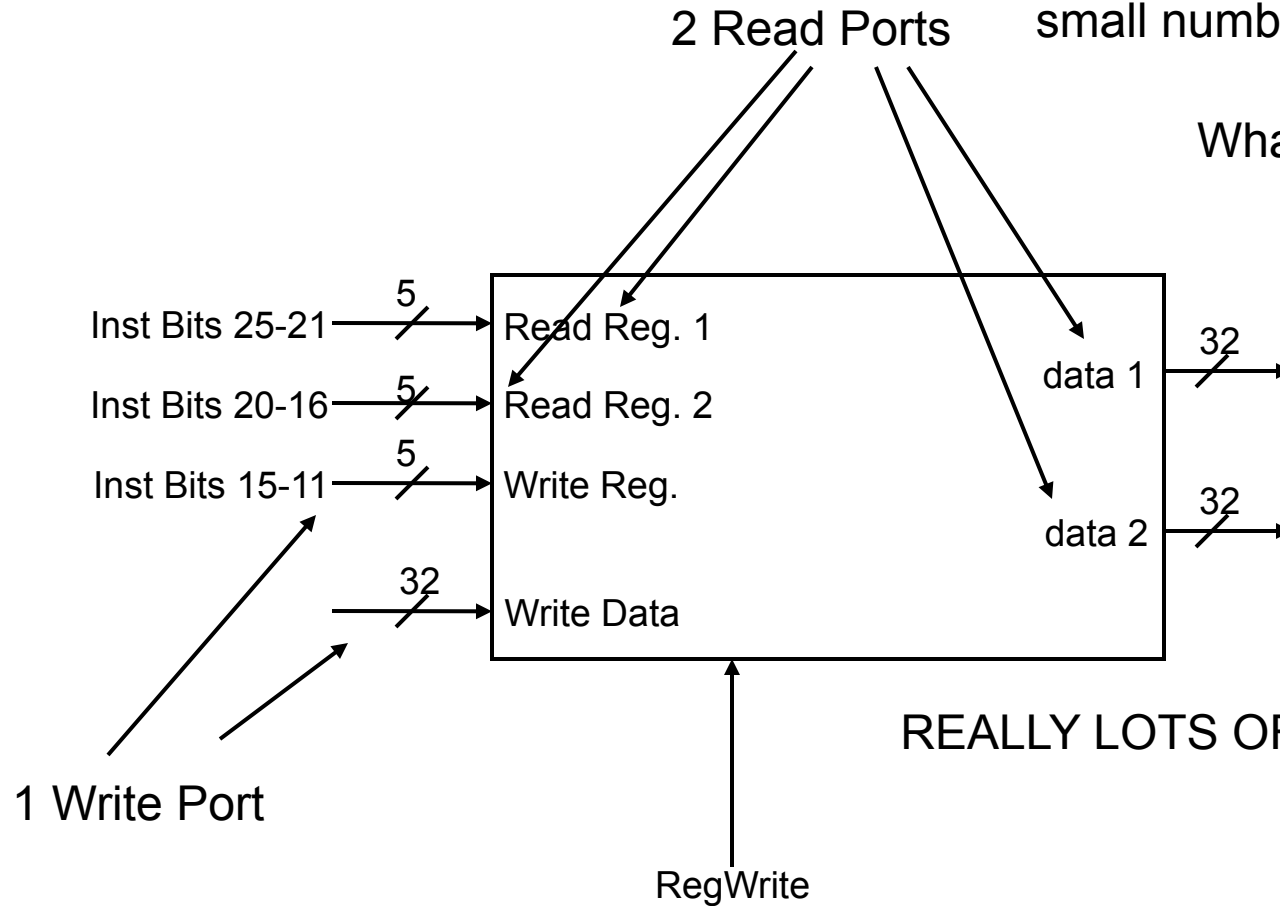 2 Read Ports
small numb
Wha
5
Inst Bits 25-21
Read Reg. 1
32
data 1
5
Inst Bits 20-16
Read Reg. 2
5
Inst Bits 15-11
Write Reg.
32
data 2
32
Write Data
REALLY LOTS OF
1 Write Port
RegWrite